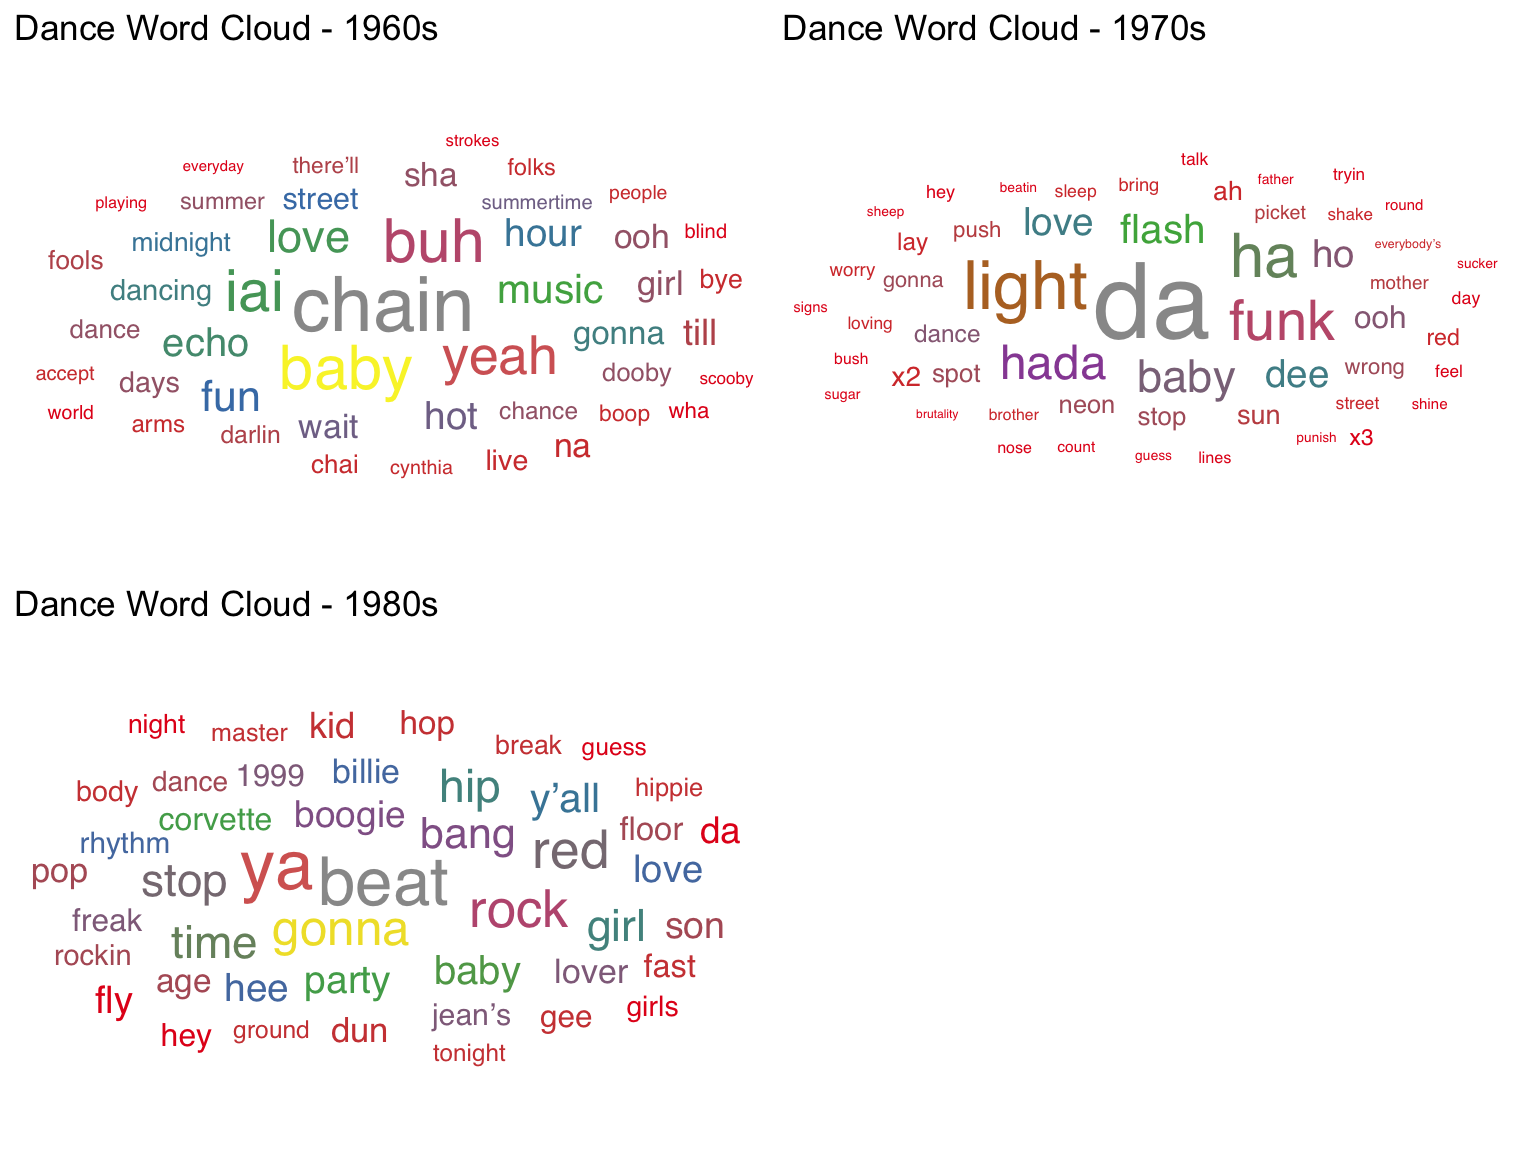 Dance Word Cloud - 1960s
strokes
everyday there'll sha folks
playing summer street summertime people
midnight love buh hour ooh blind
fools
dancing iai chain music girl bye
dance echo baby yeah gonna till
accept days fun dooby scooby
world arms darlin wait hot chance boop wha
chai cynthia live na
Dance Word Cloud - 1970s
talk
hey beatin sleep bring ah father tryin
sheep push love flash picket shake round
lay ha ho everybody's
worry gonna light da mother sucker
signs loving dance funk ooh day
bush hada baby dee wrong red
sugar x2 spot feel
brutality brother neon stop sun street shine
nose count guess lines punish x3
Dance Word Cloud - 1980s
night master kid hop break guess
body dance 1999 billie hip y'all hippie
corvette boogie bang floor da
rhythm red
pop stop ya beat love
freak time gonna rock girl son
rockin age hee party baby lover fast
fly jean's gee girls
hey ground dun
tonight